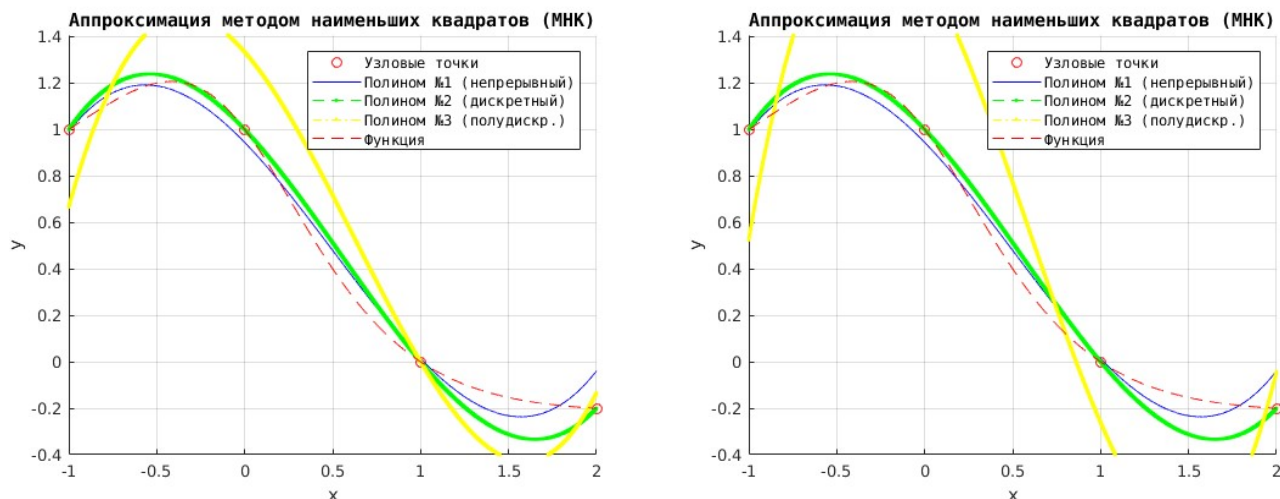 Аппроксимация методом наименьших квадратов (МНК)
1.4
1.2
1
0.8
0.6
0.4
0.2
0
-0.2
-0.4
y
-1
-0.5
0
0.5
1
1.5
2
x
Узловые точки
Полином №1 (непрерывный)
Полином №2 (дискретный)
Полином №3 (полудискр.)
Функция
Аппроксимация методом наименьших квадратов (МНК)
1.4
1.2
1
0.8
0.6
0.4
0.2
0
-0.2
-0.4
y
-1
-0.5
0
0.5
1
1.5
2
x
Узловые точки
Полином №1 (непрерывный)
Полином №2 (дискретный)
Полином №3 (полудискр.)
Функция